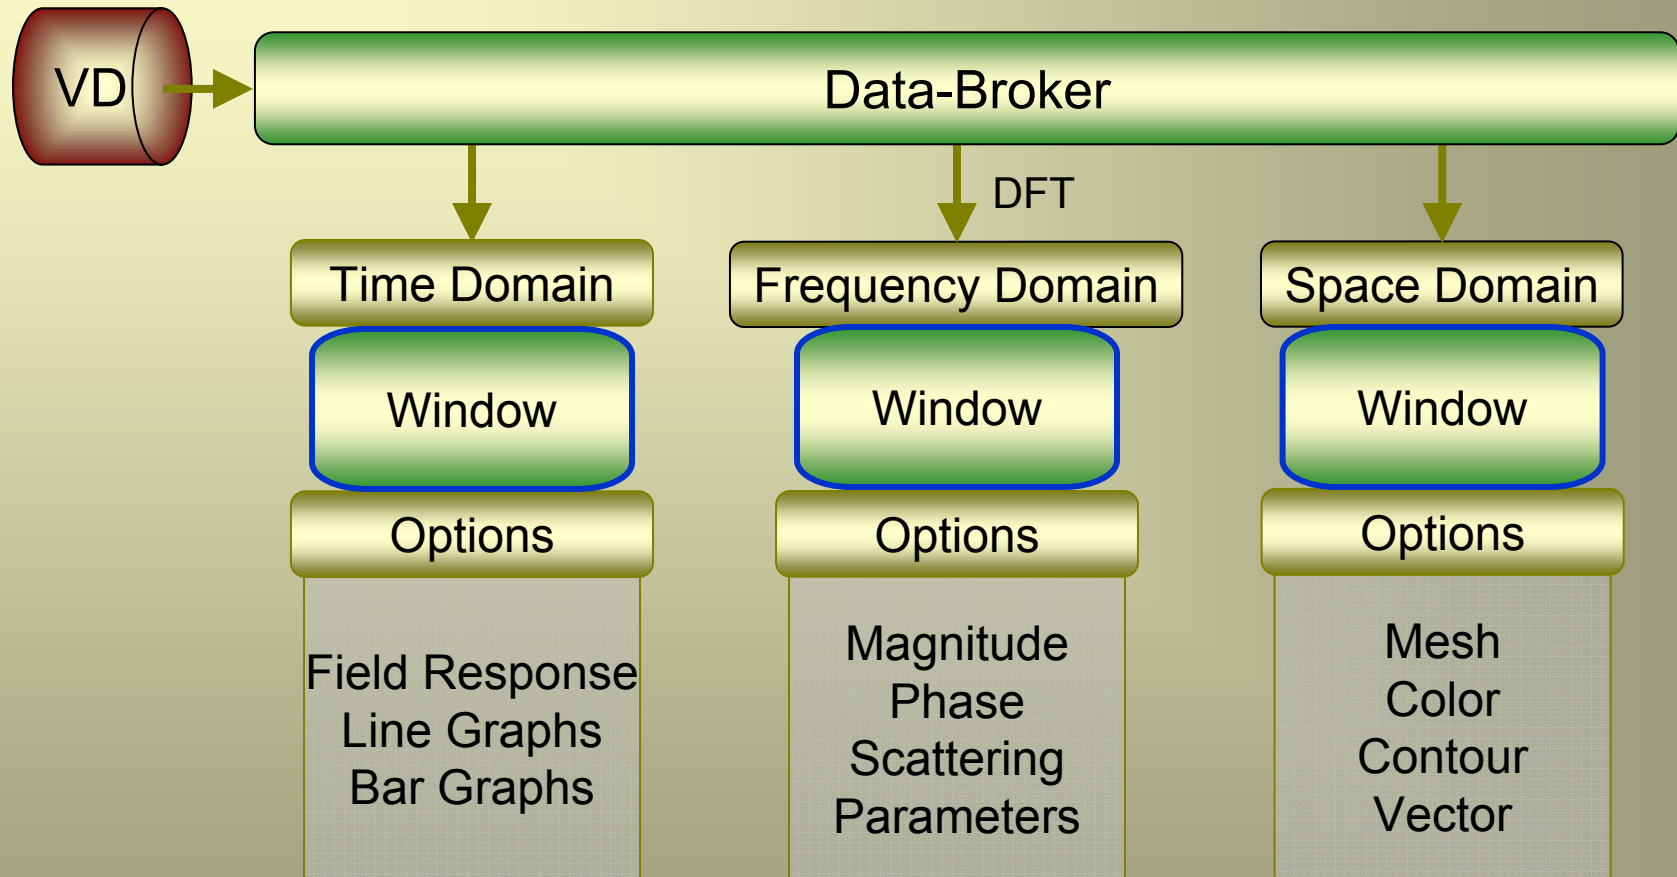 VD
Data-Broker
DFT
Time Domain
Frequency Domain
Space Domain
Window
Window
Window
Options
Options
Options
Field Response
Line Graphs
Bar Graphs
Magnitude
Phase
Scattering
Parameters
Mesh
Color
Contour
Vector